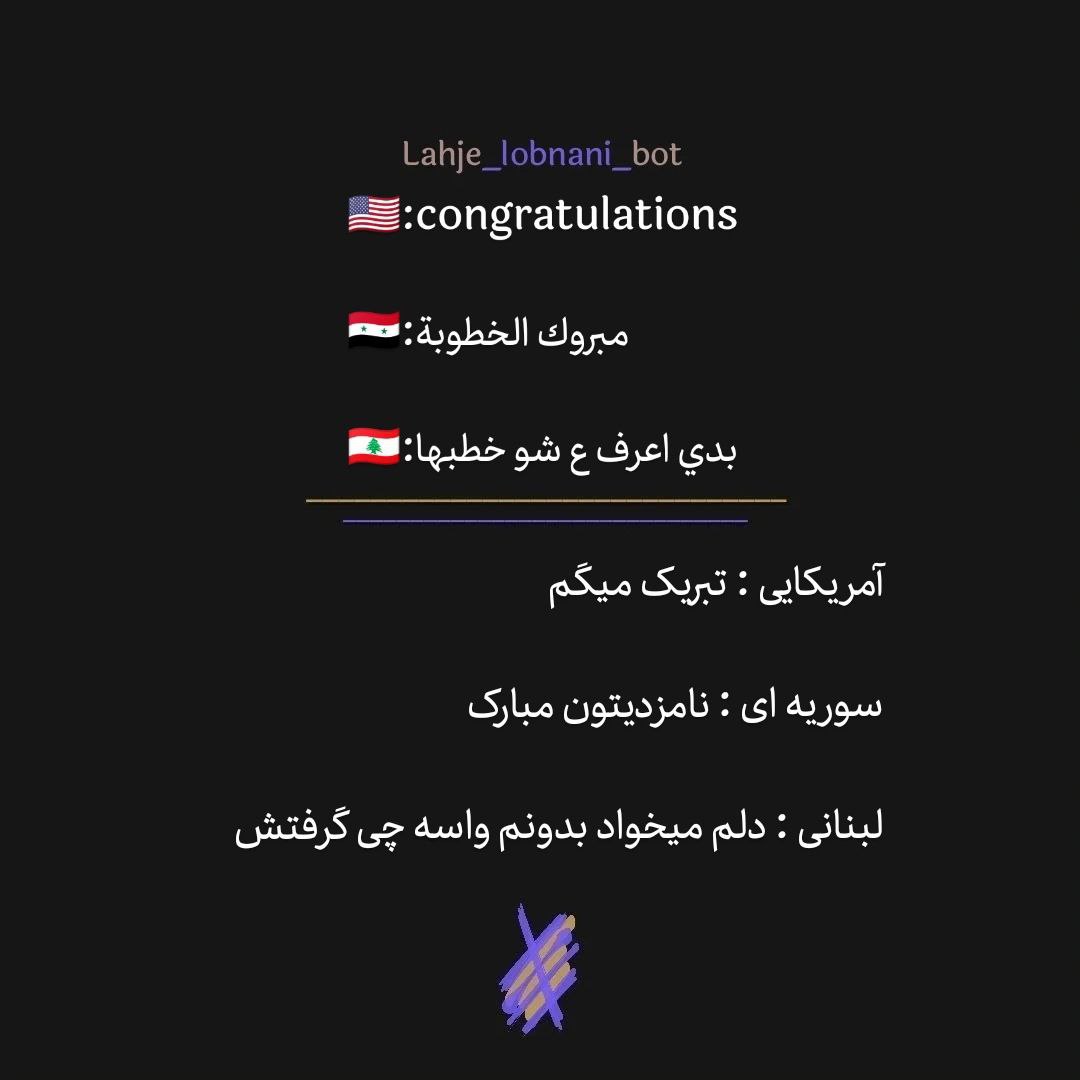 Lahje_lobnani_bot
🇺🇸:congratulations
🇸🇾:مبروك الخطوبة
🇱🇧:بدي اعرف ع شو خطبها
آمریکایی : تبریک میگم
سوریه ای : نامزدیتون مبارک
لبنانی : دلم میخواد بدونم واسه چی گرفتش